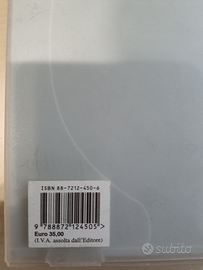 ISBN 88-7212-450-6
9 788872 124505 >
Euro 35,00
(I.V.A. assolta dall'Editore)
subito